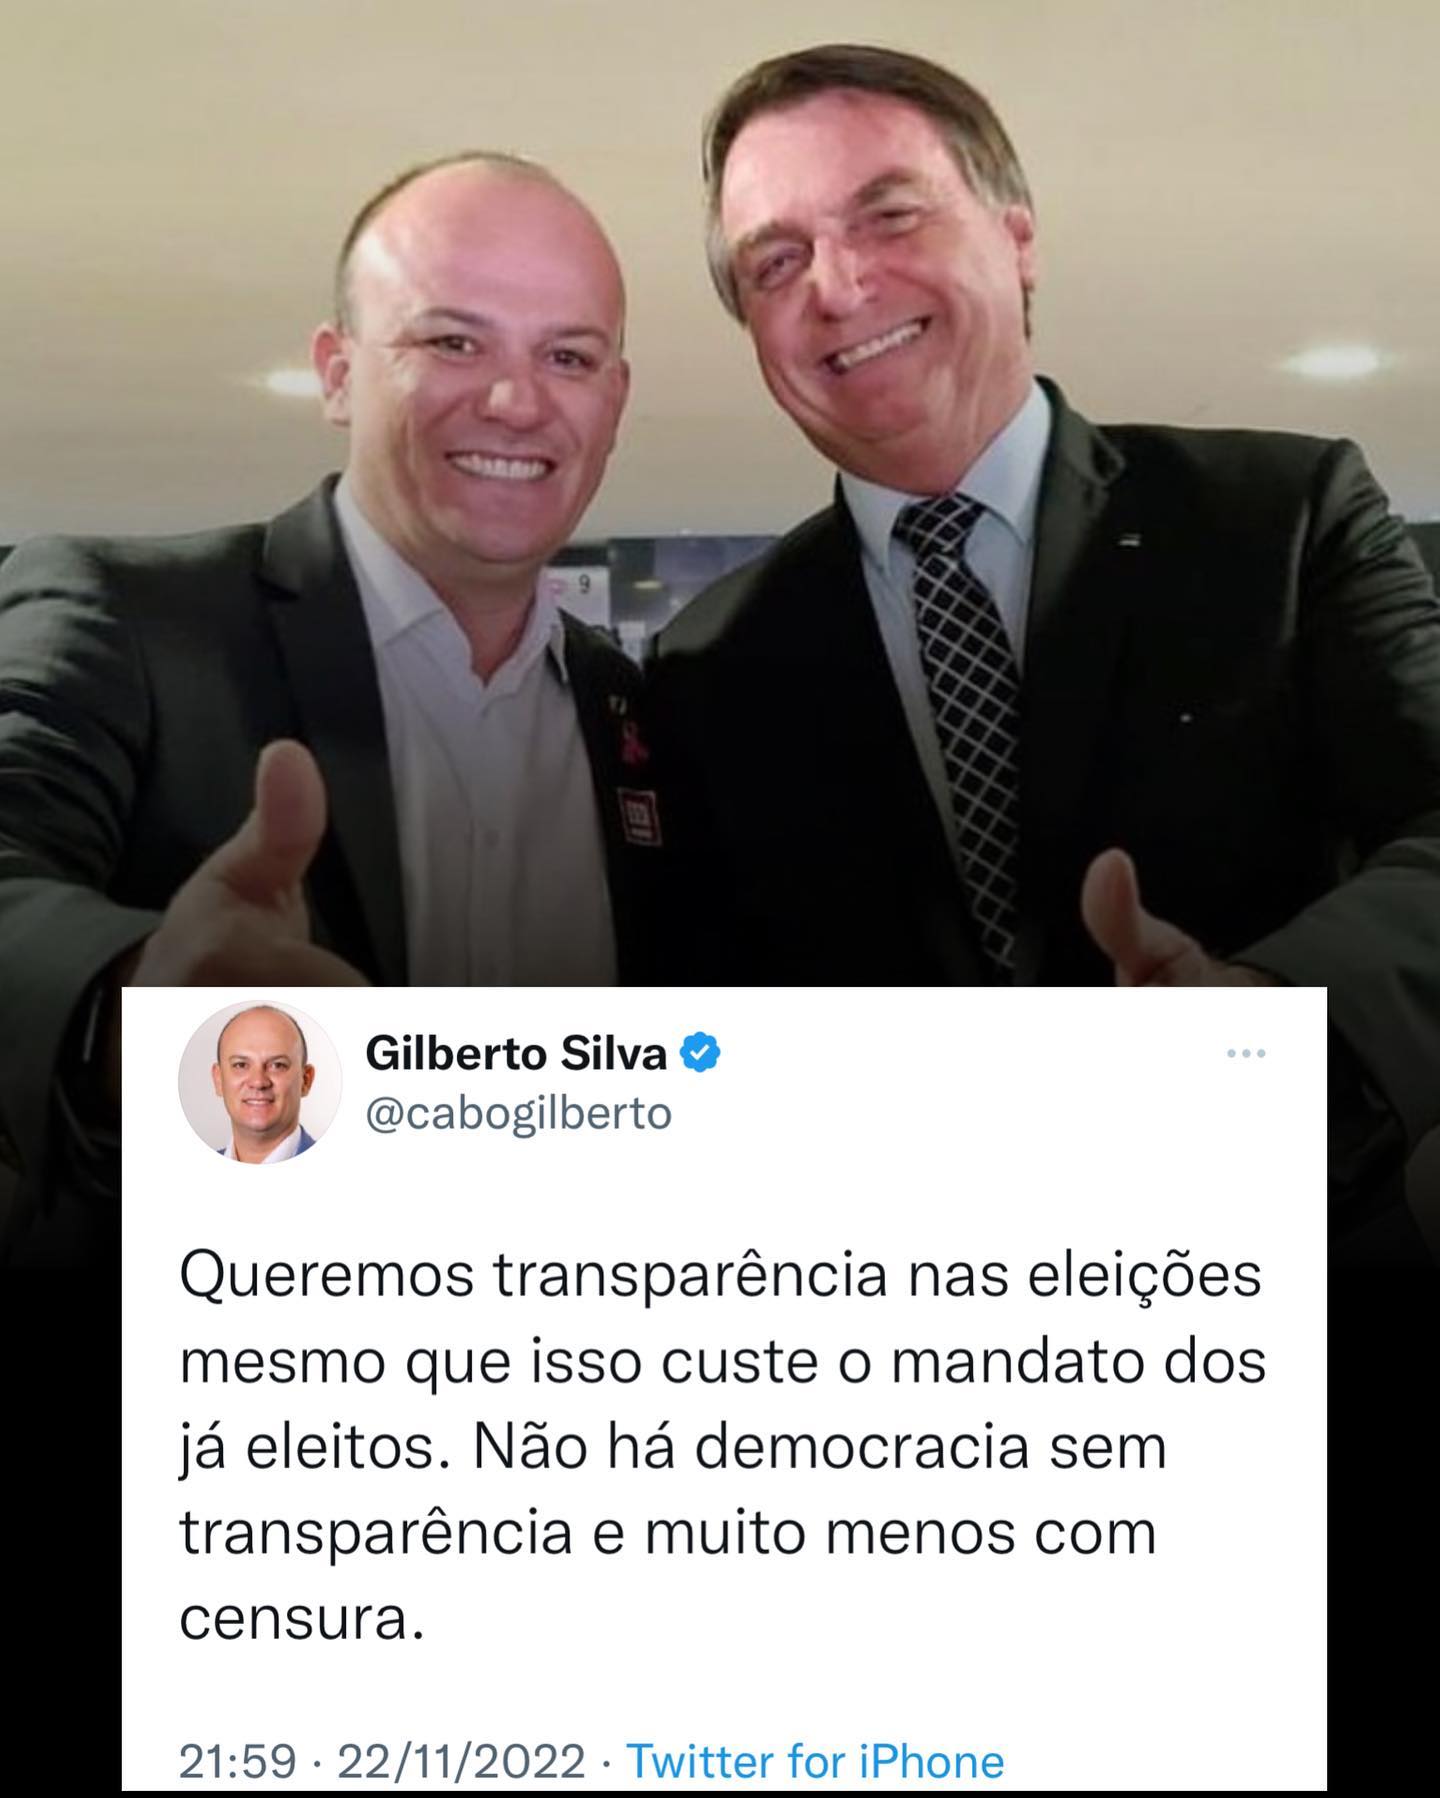 9
Gilberto Silva
@cabogilberto
Queremos transparência nas eleições
mesmo que isso custe o mandato dos
já eleitos. Não há democracia sem
transparência e muito menos com
censura.
21:59 · 22/11/2022 · Twitter for iPhone